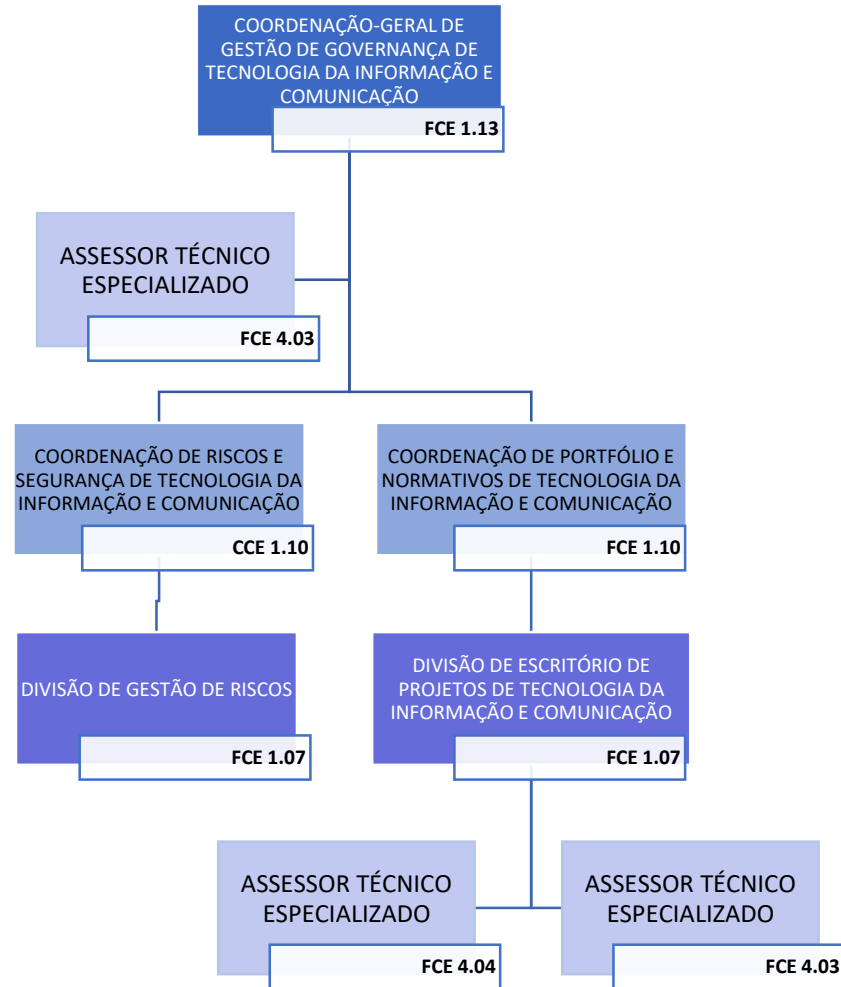 COORDENAÇÃO-GERAL DE
GESTÃO DE GOVERNANÇA DE
TECNOLOGIA DA INFORMAÇÃO E
COMUNICAÇÃO
FCE 1.13
ASSESSOR TÉCNICO
ESPECIALIZADO
FCE 4.03
COORDENAÇÃO DE RISCOS E
SEGURANÇA DE TECNOLOGIA DA
INFORMAÇÃO E COMUNICAÇÃO
CCE 1.10
COORDENAÇÃO DE PORTFÓLIO E
NORMATIVOS DE TECNOLOGIA DA
INFORMAÇÃO E COMUNICAÇÃO
FCE 1.10
DIVISÃO DE GESTÃO DE RISCOS
FCE 1.07
DIVISÃO DE ESCRITÓRIO DE
PROJETOS DE TECNOLOGIA DA
INFORMAÇÃO E COMUNICAÇÃO
FCE 1.07
ASSESSOR TÉCNICO
ESPECIALIZADO
FCE 4.04
ASSESSOR TÉCNICO
ESPECIALIZADO
FCE 4.03